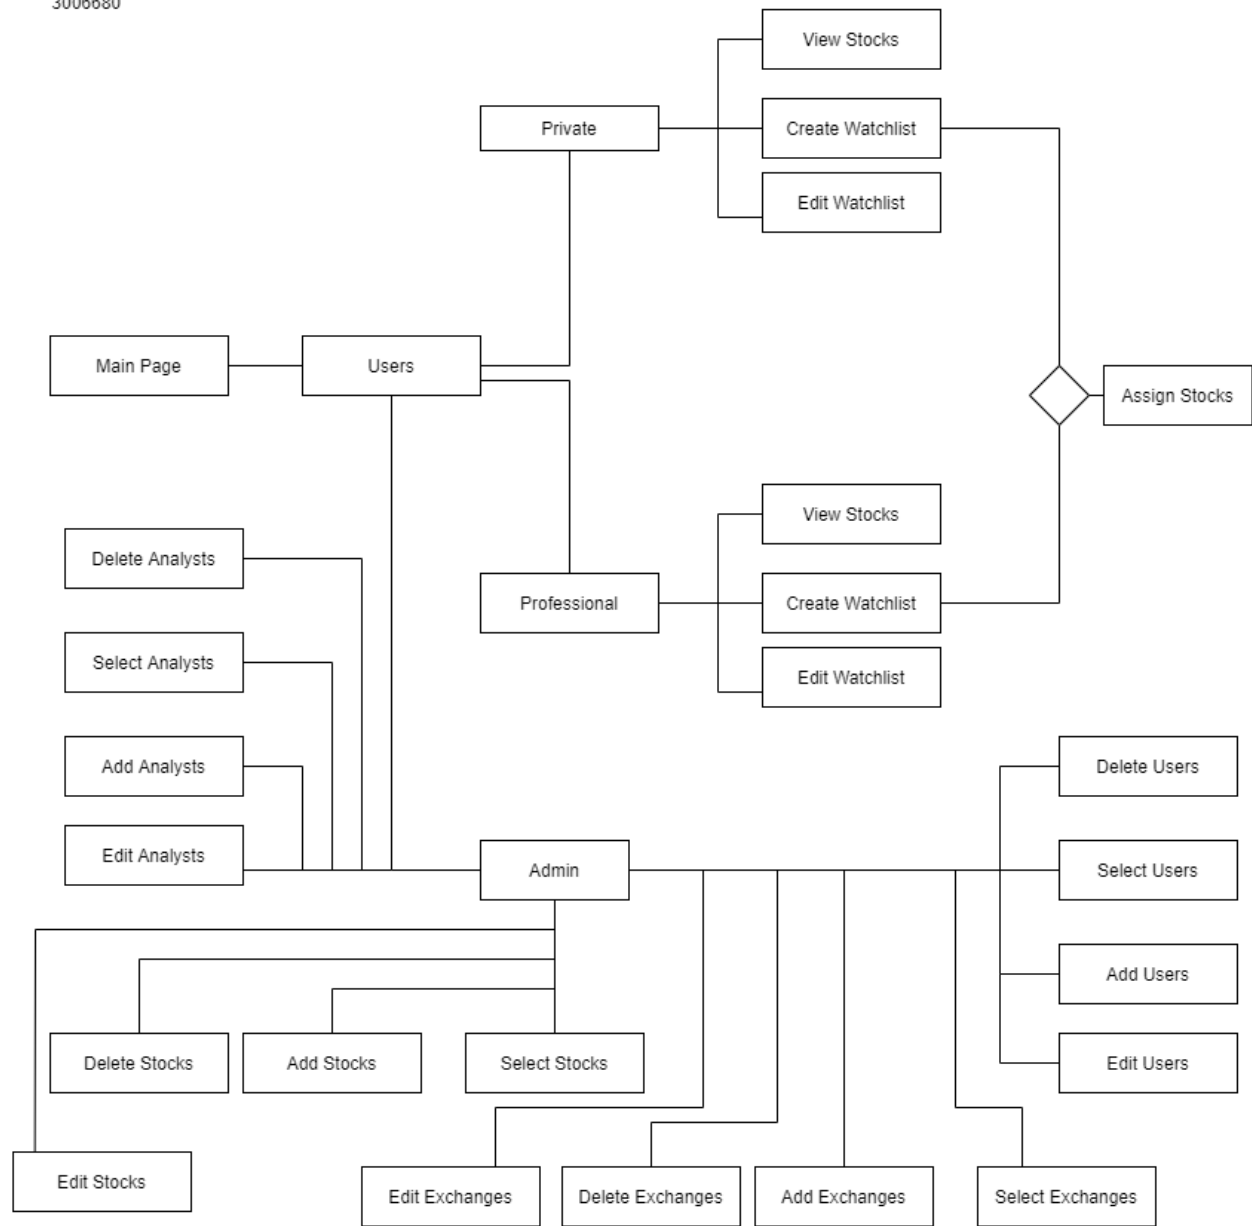 3006680
View Stocks
Private
Create Watchlist
Edit Watchlist
Main Page
Users
Assign Stocks
View Stocks
Delete Analysts
Professional
Create Watchlist
Select Analysts
Edit Watchlist
Add Analysts
Delete Users
Edit Analysts
Admin
Select Users
Add Users
Delete Stocks
Add Stocks
Select Stocks
Edit Users
Edit Stocks
Edit Exchanges
Delete Exchanges
Add Exchanges
Select Exchanges